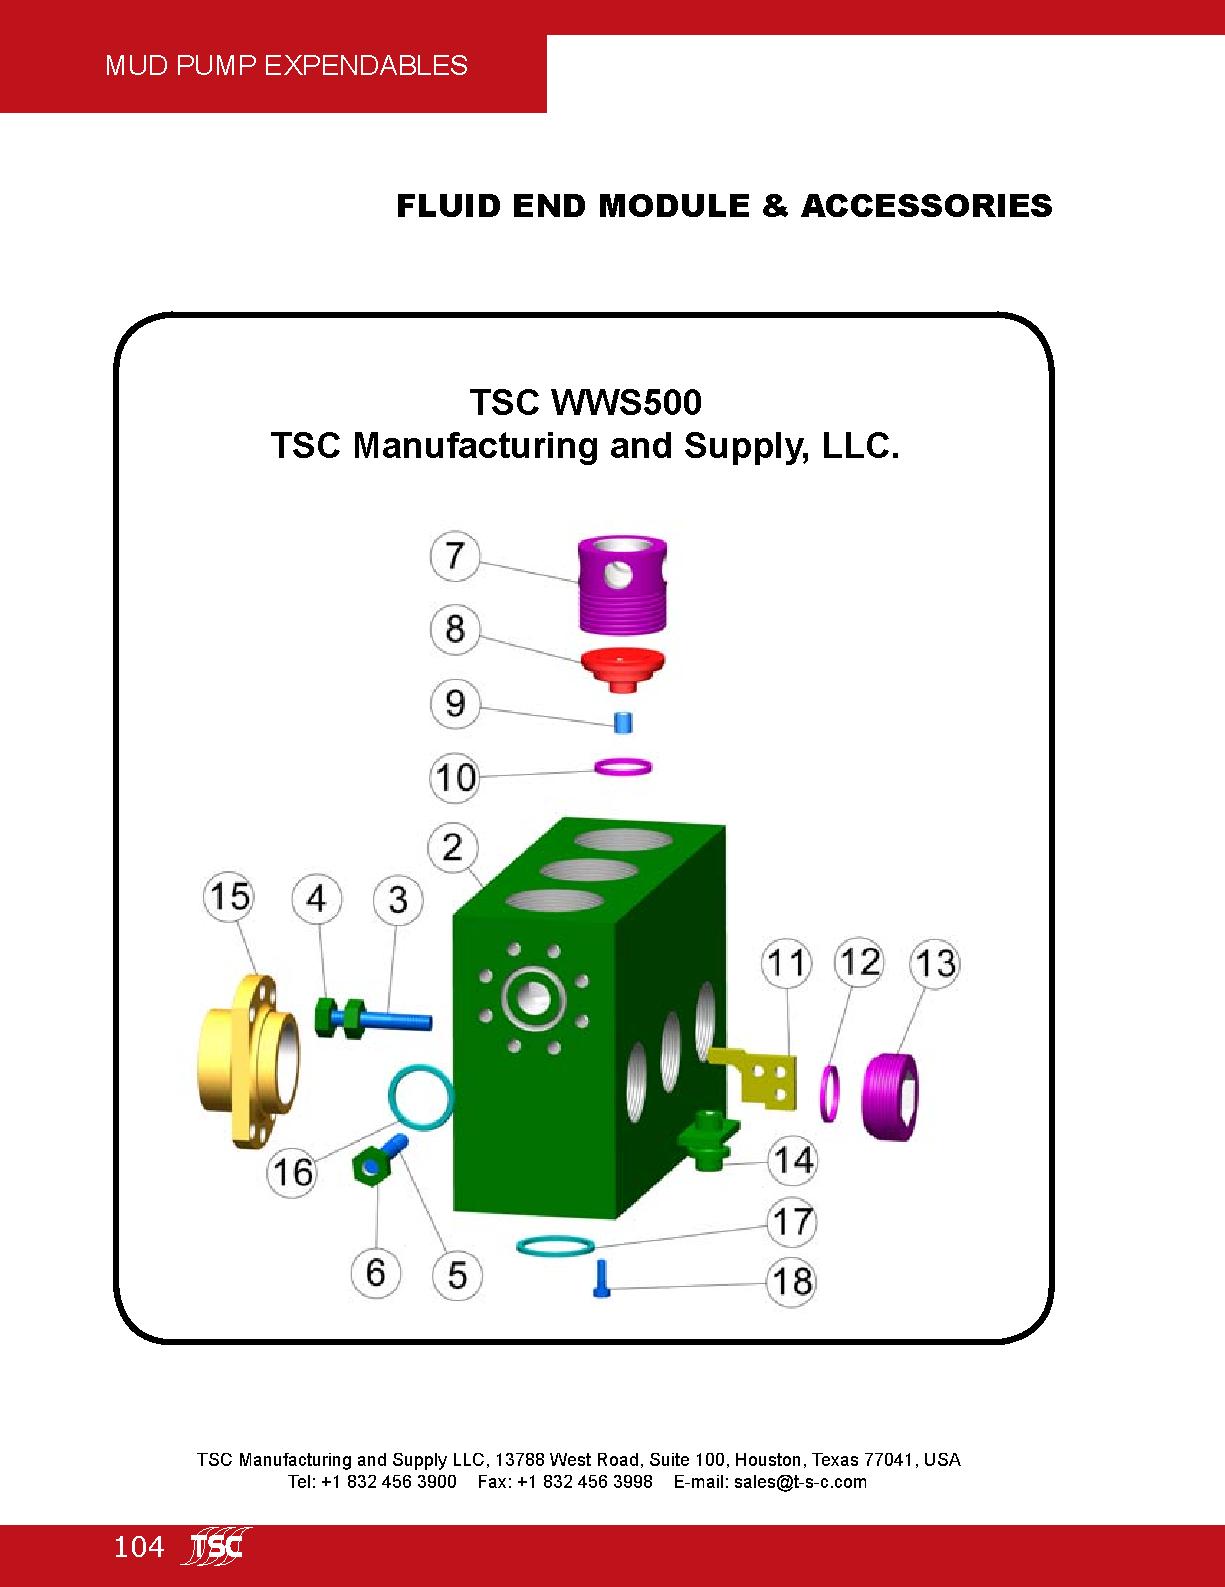 MUD PUMP EXPENDABLES
FLUID END MODULE & ACCESSORIES
TSC WWS500
TSC Manufacturing and Supply, LLC.
7
8
9
10
2
15
4
3
11
12
13
16
14
17
6
5
18
TSC Manufacturing and Supply LLC, 13788 West Road, Suite 100, Houston, Texas 77041, USA
Tel: +1 832 456 3900 Fax: +1 832 456 3998 E-mail: sales@t-s-c.com
104 TSC